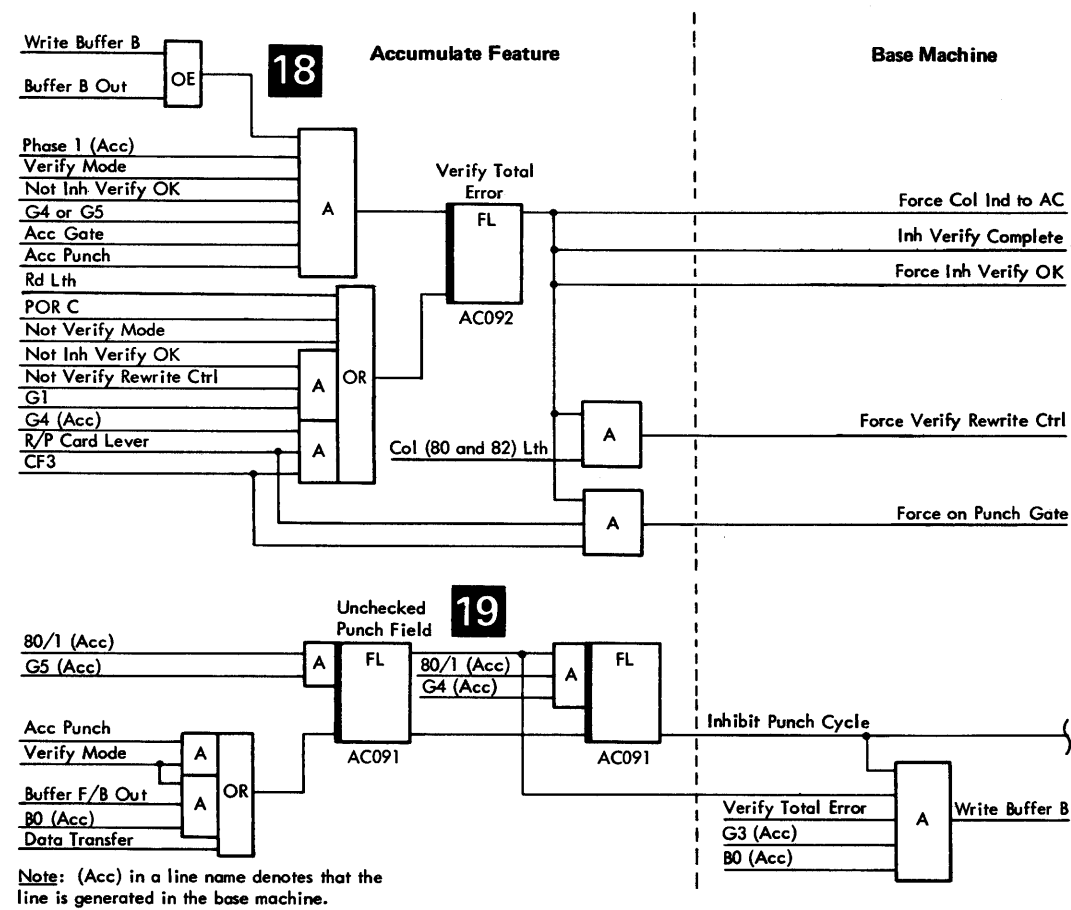 Write Buffer B
18
Accumulate Feature
Base Machine
OE
Buffer B Out
Phase 1 (Acc)
Verify Mode
Not Inh Verify OK
G4 or G5
Acc Gate
Acc Punch
A
Verify Total
Error
FL
AC092
Force Col Ind to AC
Inh Verify Complete
Force Inh Verify OK
Rd Lth
POR C
Not Verify Mode
Not Inh Verify OK
Not Verify Rewrite Ctrl
G1
G4 (Acc)
R/P Card Lever
CF3
A
A
OR
Col (80 and 82) Lth
A
Force Verify Rewrite Ctrl
A
Force on Punch Gate
Unchecked
Punch Field
19
80/1 (Acc)
G5 (Acc)
A
FL
AC091
80/1 (Acc)
G4 (Acc)
A
FL
AC091
Acc Punch
Verify Mode
Buffer F/B Out
B0 (Acc)
Data Transfer
A
A
OR
Inhibit Punch Cycle
Verify Total Error
G3 (Acc)
B0 (Acc)
A
Write Buffer B
Note: (Acc) in a line name denotes that the
line is generated in the base machine.